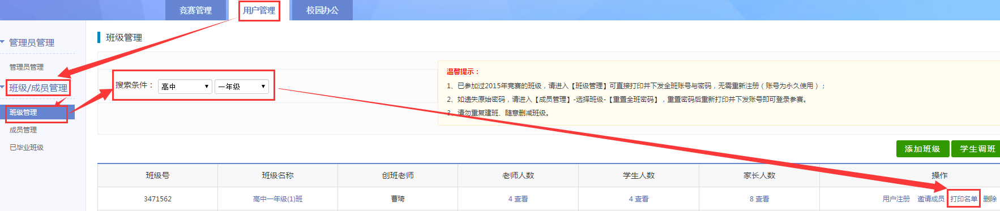 竞赛管理 用户管理 校园办公
管理员管理
管理员管理
班级/成员管理
班级管理
成员管理
已毕业班级
班级管理
搜索条件： 高中 一年级
温馨提示：
1、已参加过2015年竞赛的班级，请进入【班级管理】可直接打印并下发全班账号与密码，无需重新注册（账号为永久使用）；
2、如遗失原始密码，请进入【成员管理】-选择班级-【重置全班密码】，重置密码后重新打印并下发账号即可登录参赛。
3、请勿重复建班、随意删减班级。
添加班级 学生调班
班级号 班级名称 创班老师 老师人数 学生人数 家长人数 操作
3471562 高中一年级(1)班 曹琦 4 查看 4 查看 8 查看 用户注册 邀请成员 打印名单 删除